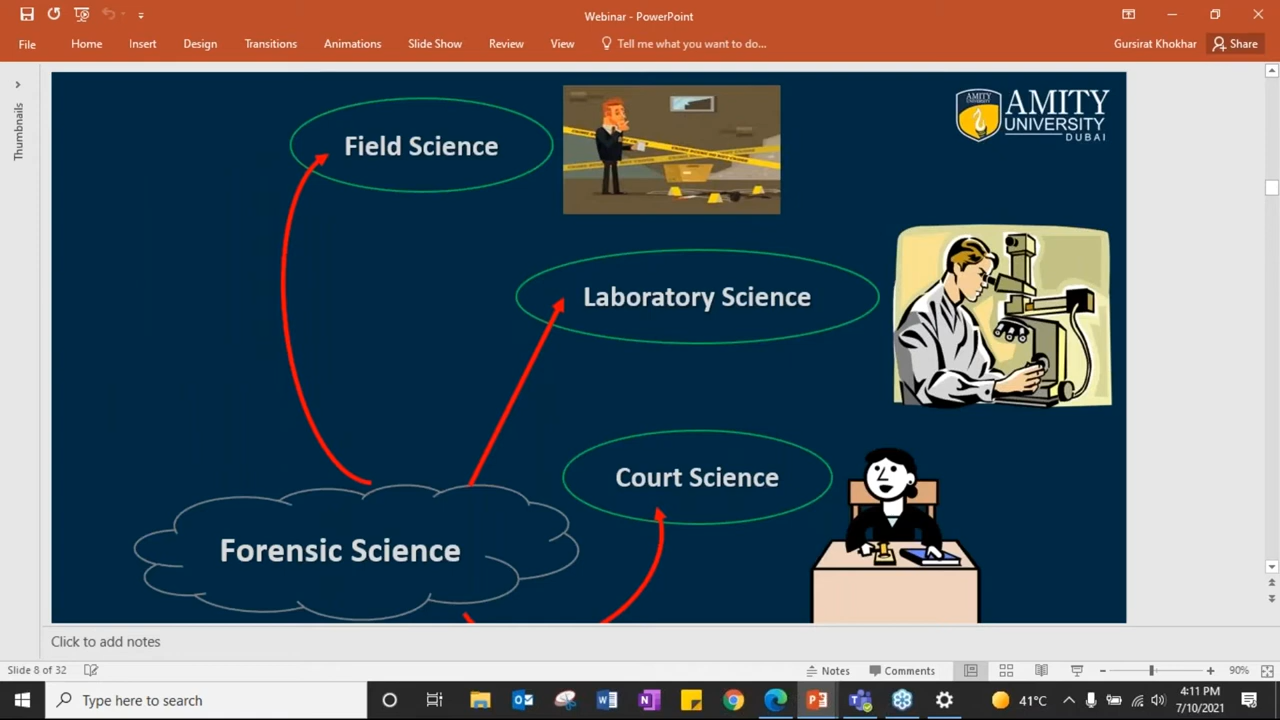 Webinar - PowerPoint
File Home Insert Design Transitions Animations Slide Show Review View Tell me what you want to do... Gursirat Khokhar Share
Thumbnails
Field Science
AMITY UNIVERSITY
AMITY
UNIVERSITY
DUBAI
Laboratory Science
Court Science
Forensic Science
Click to add notes
Slide 8 of 32 Notes Comments 90%
Type here to search 41°C 4:11 PM
7/10/2021